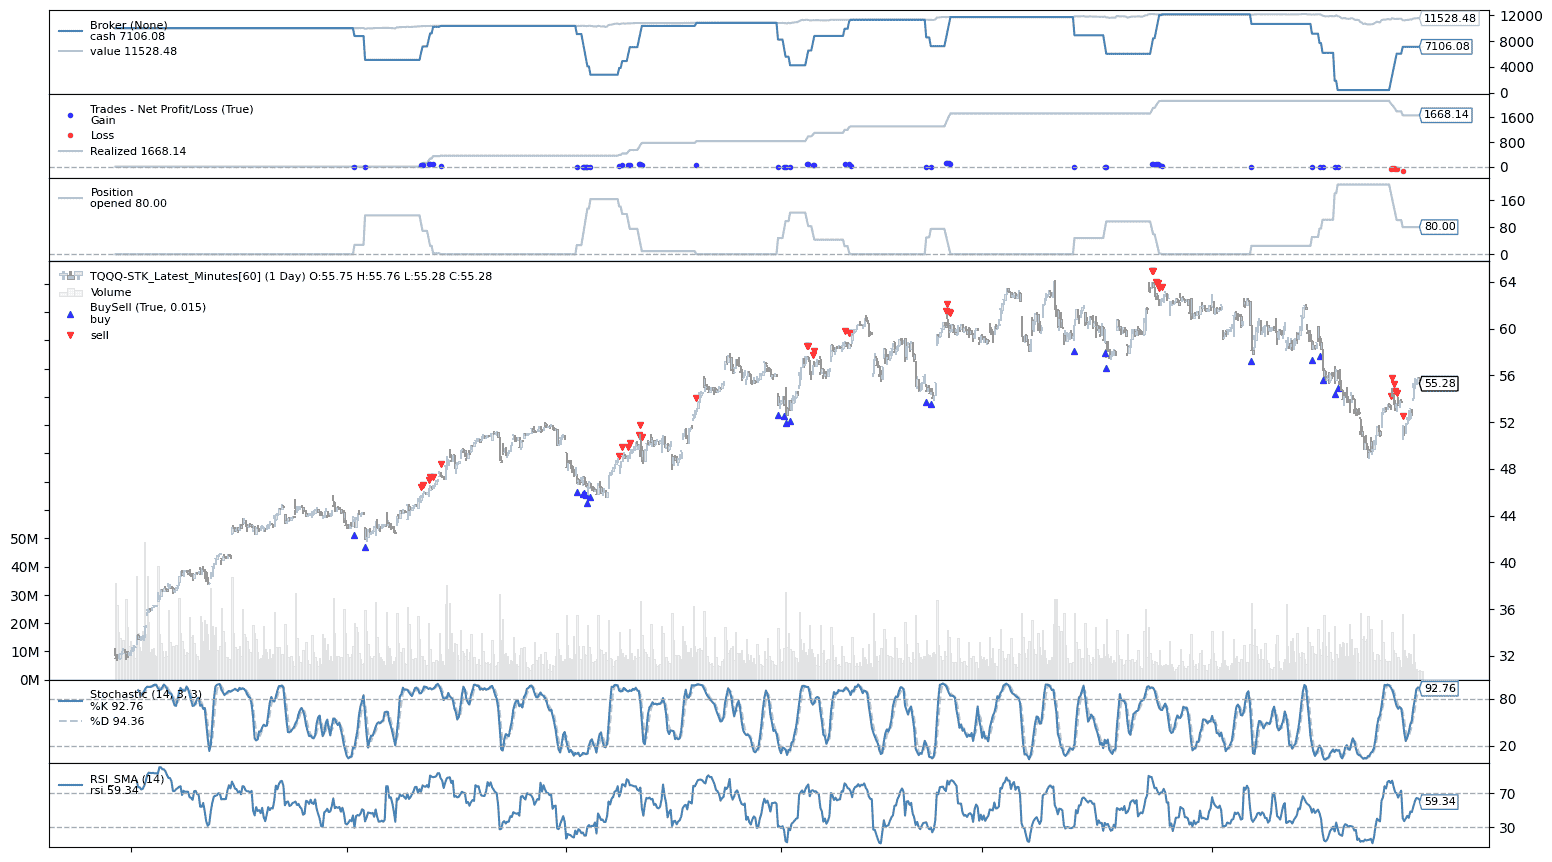 Broker (None)
cash 7106.08
value 11528.48
11528.48
7106.08
12000
8000
4000
0
Trades - Net Profit/Loss (True)
Gain
Loss
Realized 1668.14
1668.14
1600
800
0
Position
opened 80.00
80.00
160
80
0
TQQQ-STK_Latest_Minutes[60] (1 Day) O:55.75 H:55.76 L:55.28 C:55.28
Volume
BuySell (True, 0.015)
buy
sell
55.28
64
60
56
52
48
44
40
36
32
50M
40M
30M
20M
10M
0M
Stochastic (14, 3, 3)
%K 92.76
%D 94.36
92.76
80
20
RSI_SMA (14)
rsi 59.34
59.34
70
30